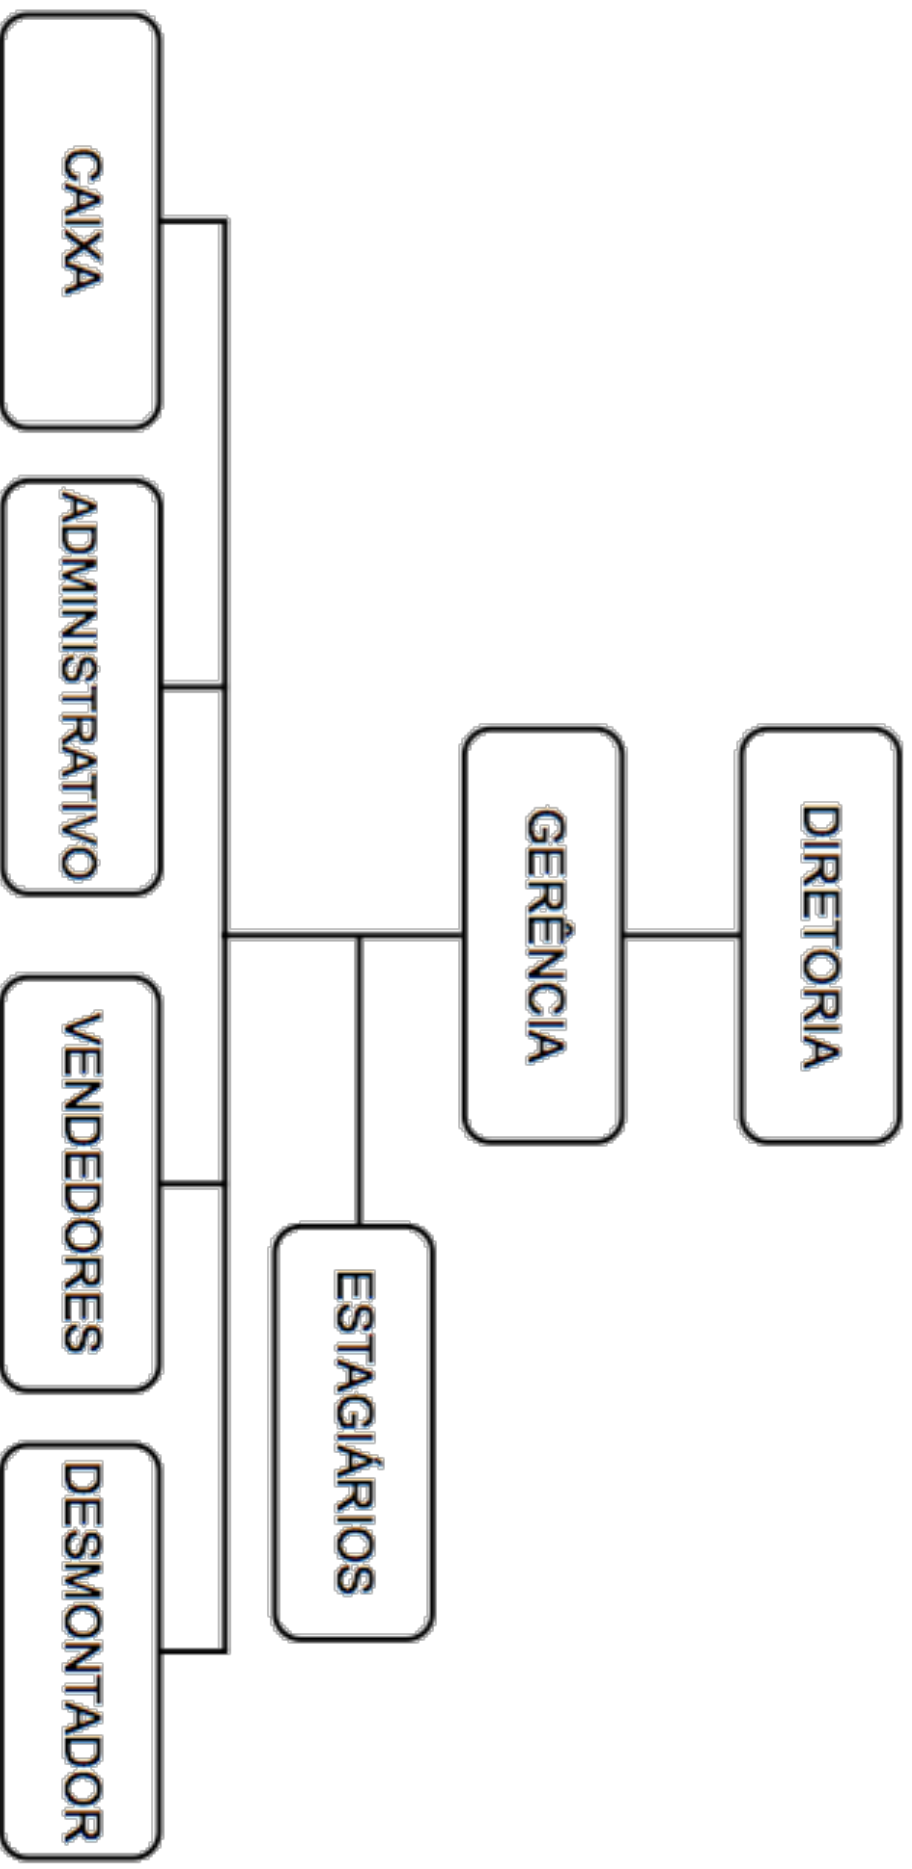 DIRETORIA
GERÊNCIA
ESTAGIÁRIOS
CAIXA
ADMINISTRATIVO
VENDEDORES
DESMONTADOR